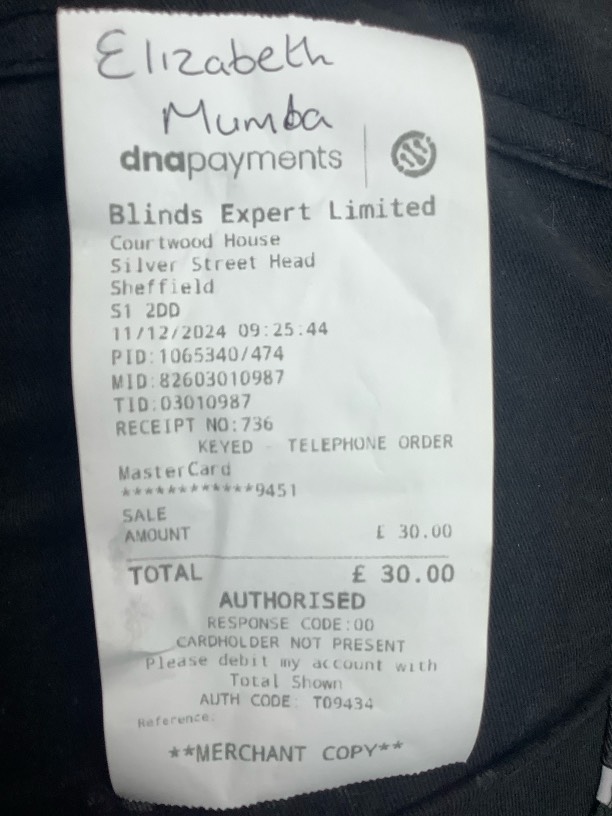 Elizabeth
Mumba
dnapayments
Blinds Expert Limited
Courtwood House
Silver Street Head
Sheffield
S1 2DD
11/12/2024 09:25:44
PID:1065340/474
MID:82603010987
TID:03010987
RECEIPT NO:736
KEYED - TELEPHONE ORDER
MasterCard
************9451
SALE
AMOUNT £ 30.00
TOTAL £ 30.00
AUTHORISED
RESPONSE CODE:00
CARDHOLDER NOT PRESENT
Please debit my account with
Total Shown
AUTH CODE: T09434
Reference:
**MERCHANT COPY**